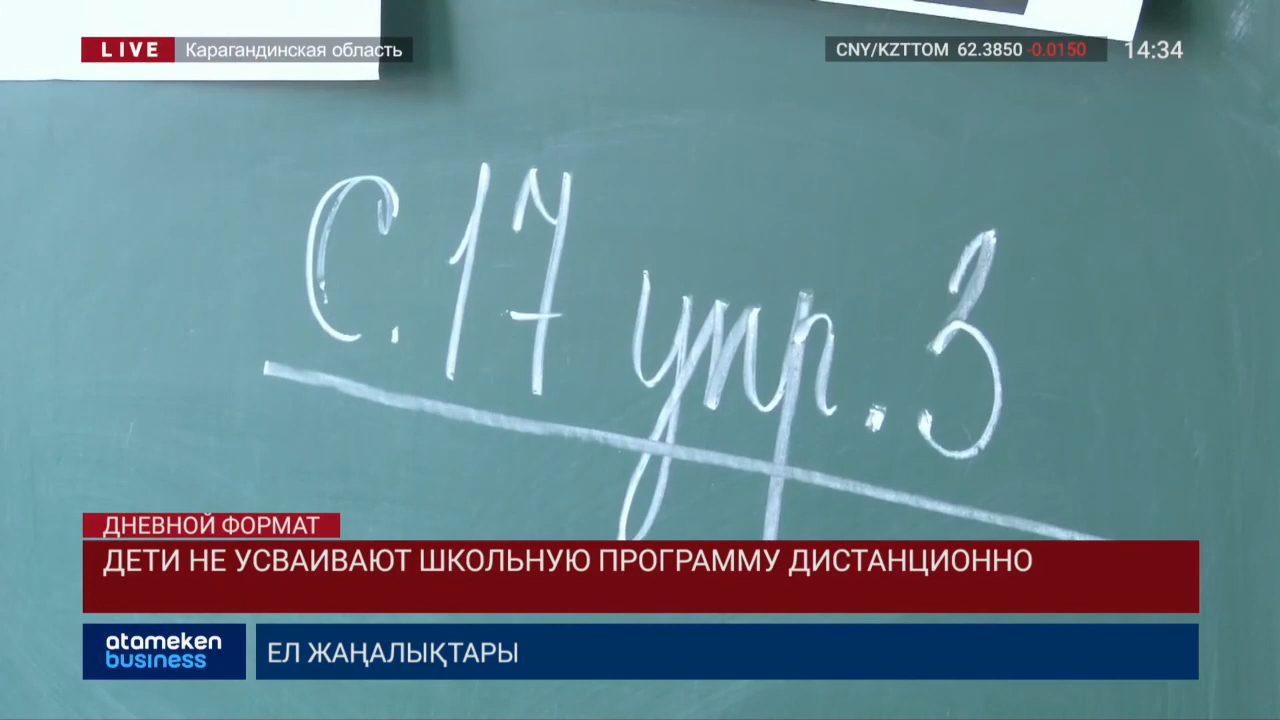 LIVE Карагандинская область CNY/KZTTOM 62.3850 -0.0150 14:34
С. 17 упр. 3
ДНЕВНОЙ ФОРМАТ
ДЕТИ НЕ УСВАИВАЮТ ШКОЛЬНУЮ ПРОГРАММУ ДИСТАНЦИОННО
atameken
business
ЕЛ ЖАҢАЛЫҚТАРЫ